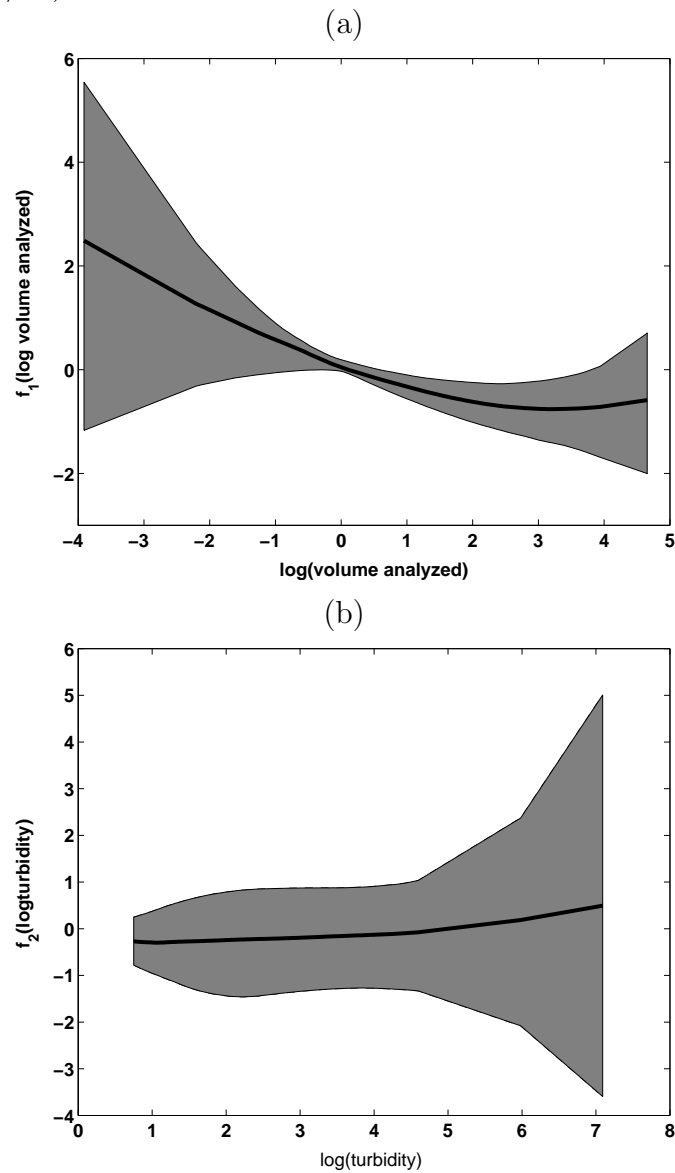 (a)
6
4
2
0
−2
f1(log volume analyzed)
−4 −3 −2 −1 0 1 2 3 4 5
log(volume analyzed)
(b)
6
5
4
3
2
1
0
−1
−2
−3
−4
f2(logturbidity)
0 1 2 3 4 5 6 7 8
log(turbidity)